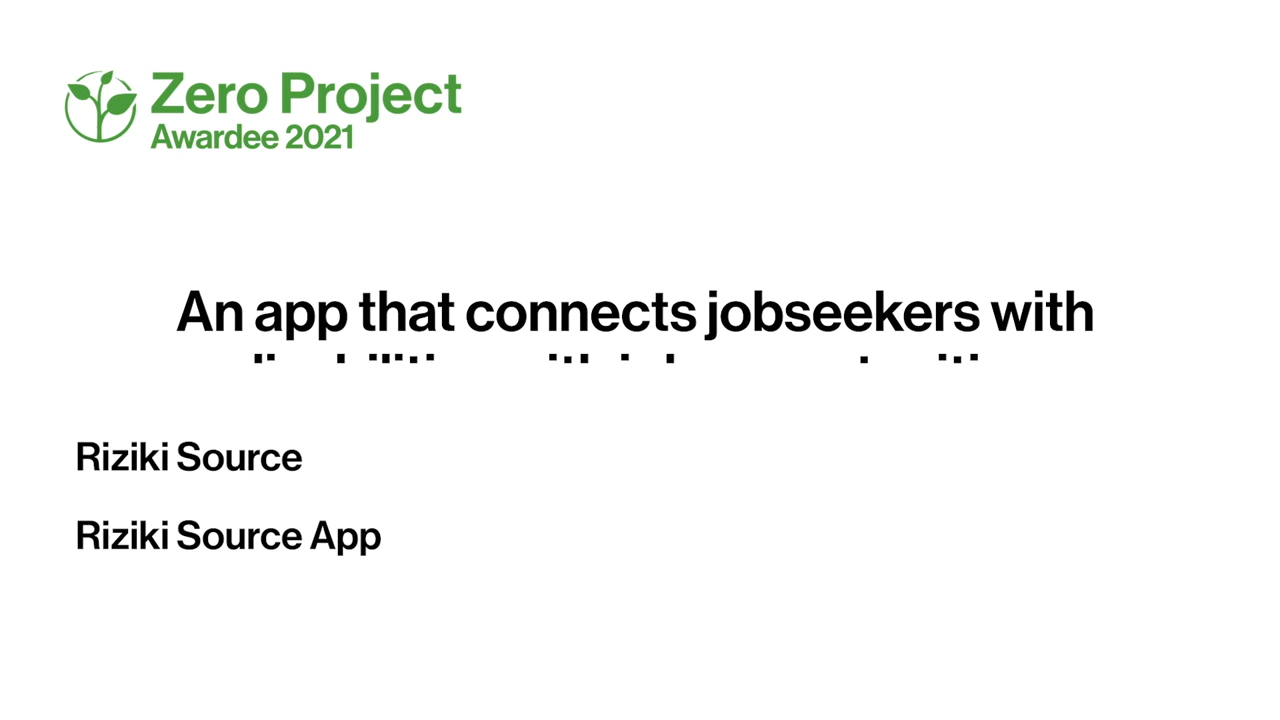 Zero Project
Awardee 2021
An app that connects jobseekers with
Riziki Source
Riziki Source App